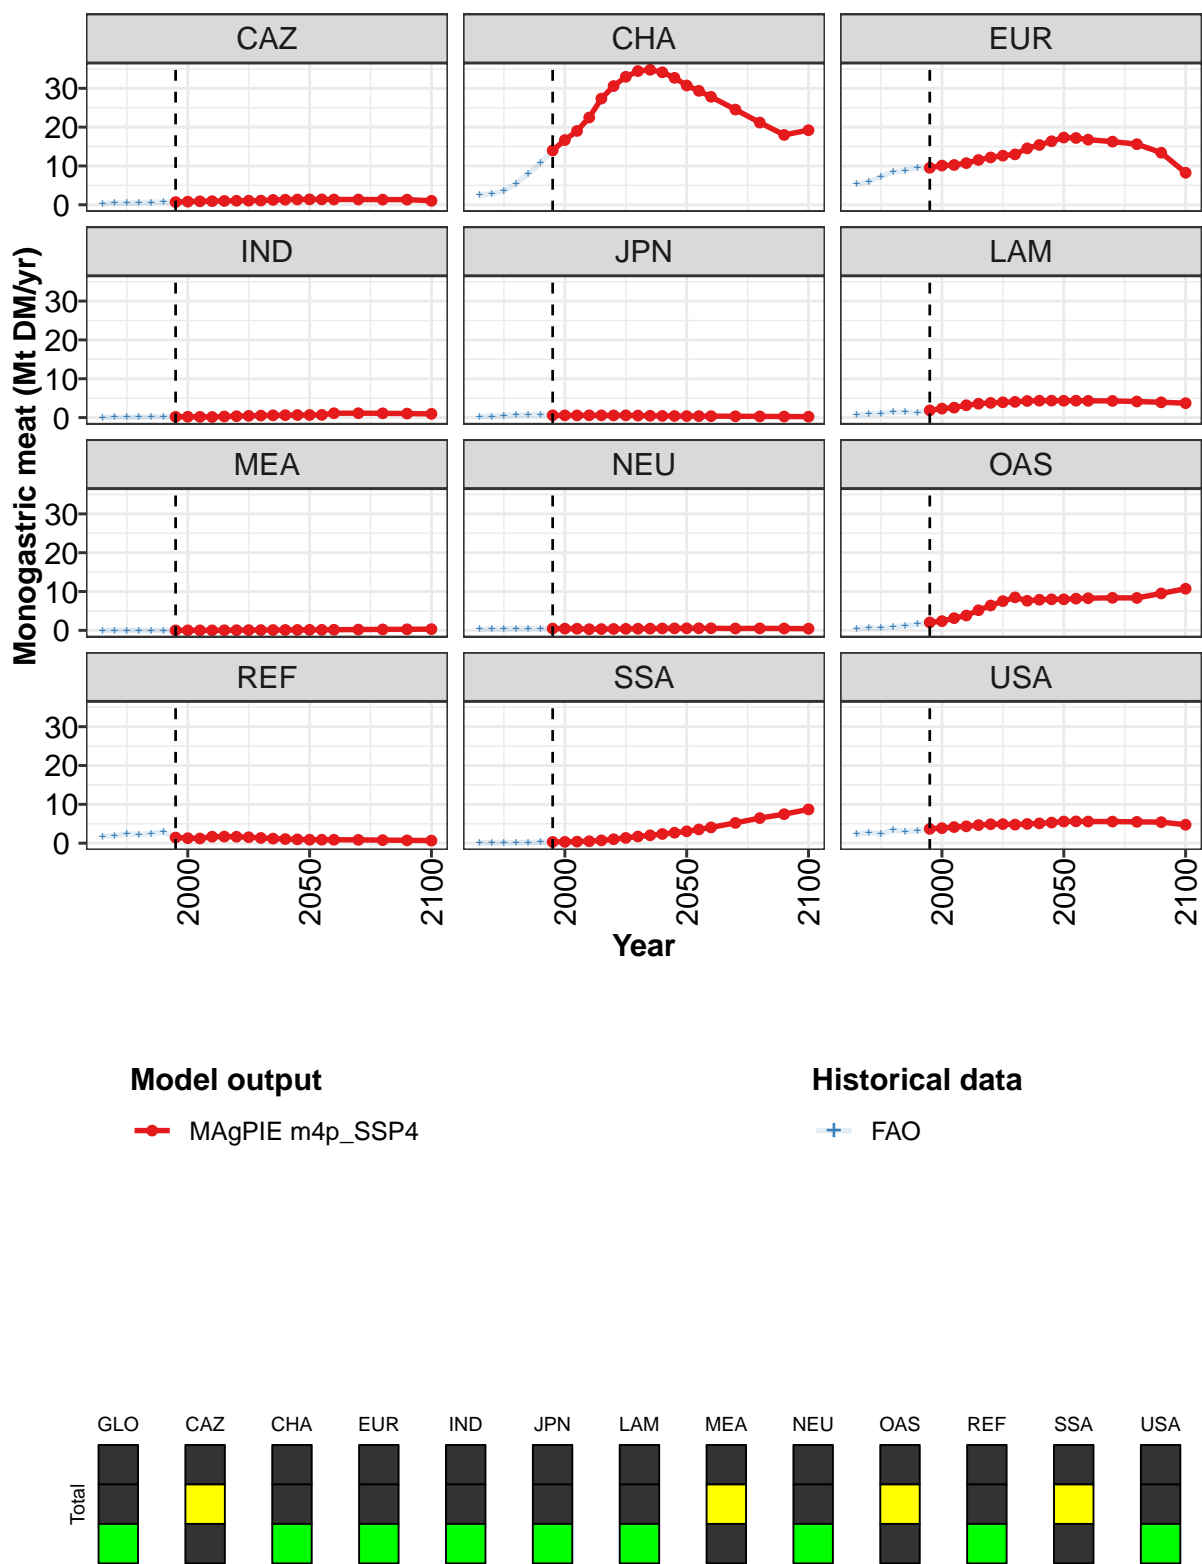 CAZ CHA EUR
30
20
10
0
IND JPN LAM
30
20
10
0
MEA NEU OAS
30
20
10
0
REF SSA USA
30
20
10
0
Monogastric meat (Mt DM/yr)
2000 2050 2100 2000 2050 2100 2000 2050 2100
Year
Model output Historical data
MAgPIE m4p_SSP4 FAO
GLO CAZ CHA EUR IND JPN LAM MEA NEU OAS REF SSA USA
Total